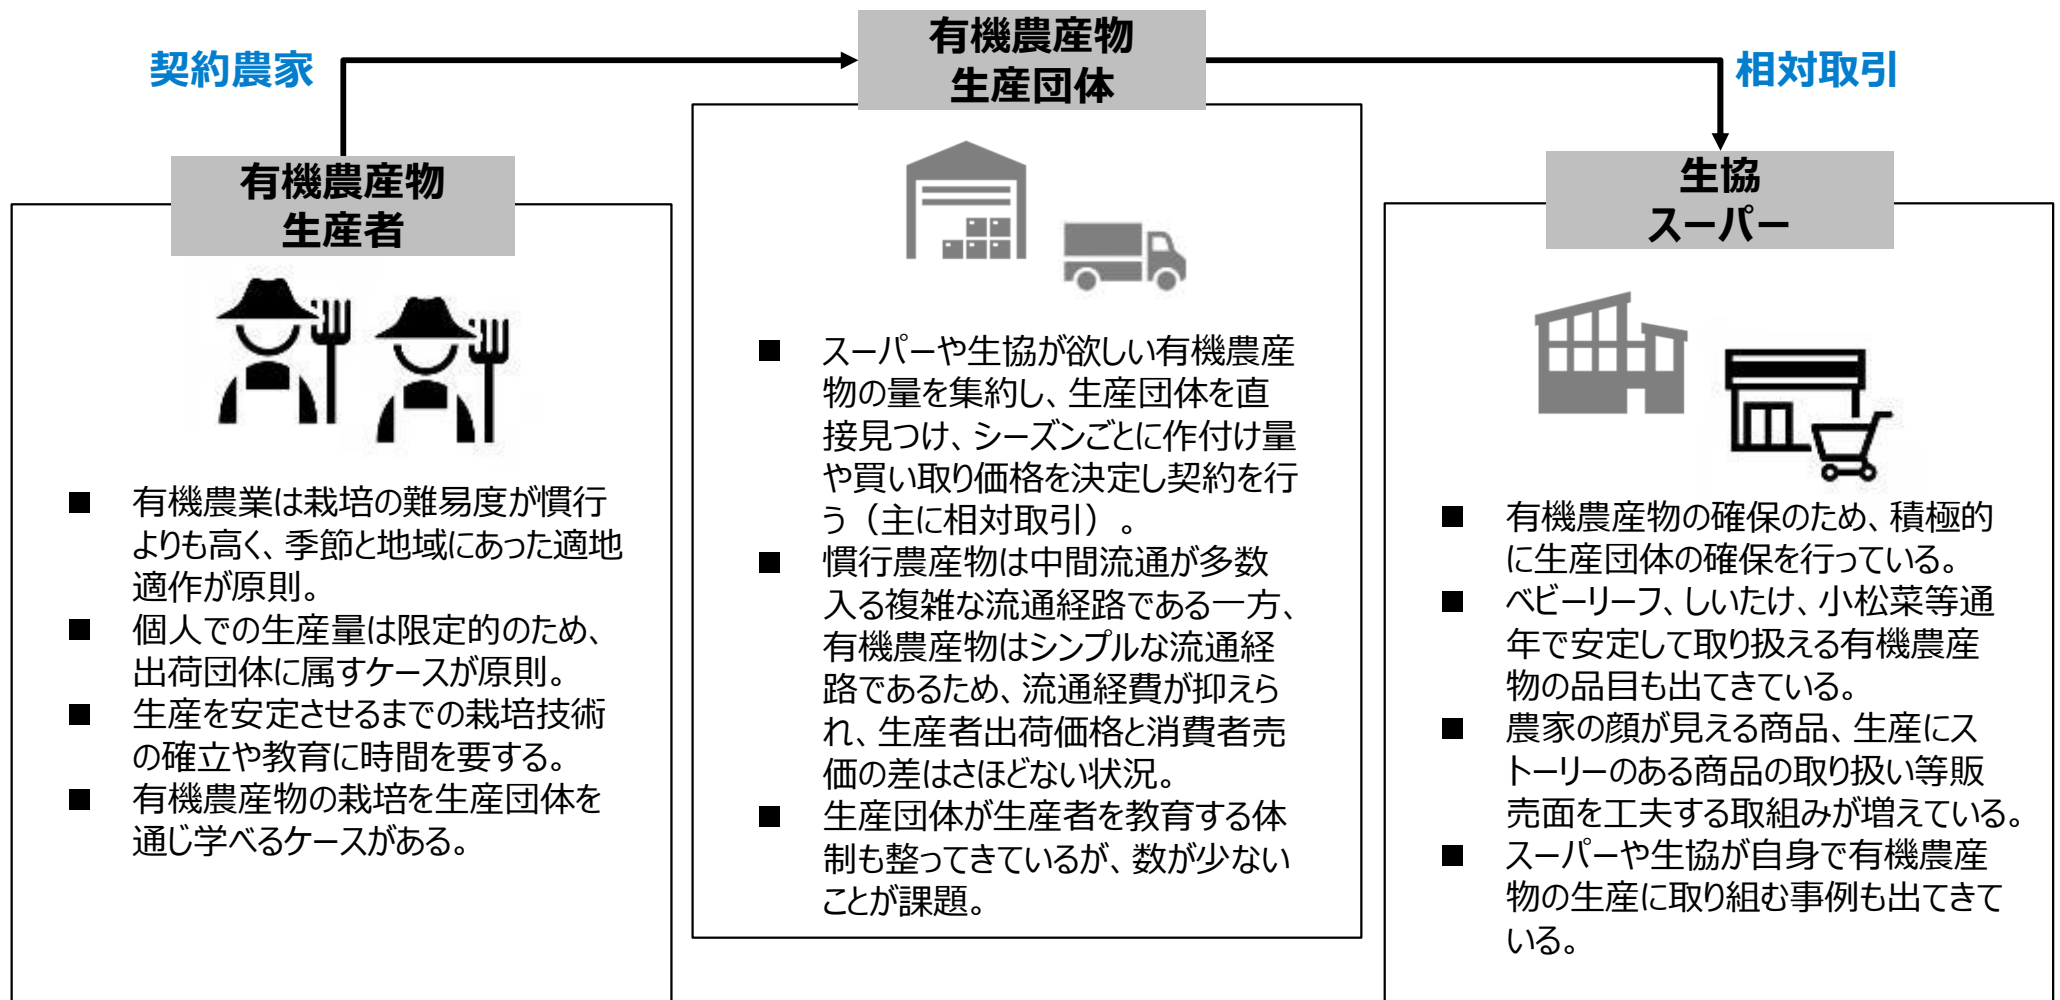 契約農家
有機農産物
生産団体
相対取引
有機農産物
生産者
■ 有機農業は栽培の難易度が慣行
よりも高く、季節と地域にあった適地
適作が原則。
■ 個人での生産量は限定的のため、
出荷団体に属すケースが原則。
■ 生産を安定させるまでの栽培技術
の確立や教育に時間を要する。
■ 有機農産物の栽培を生産団体を
通じ学べるケースがある。
■ スーパーや生協が欲しい有機農産
物の量を集約し、生産団体を直
接見つけ、シーズンごとに作付け量
や買い取り価格を決定し契約を行
う（主に相対取引）。
■ 慣行農産物は中間流通が多数
入る複雑な流通経路である一方、
有機農産物はシンプルな流通経
路であるため、流通経費が抑えら
れ、生産者出荷価格と消費者売
価の差はさほどない状況。
■ 生産団体が生産者を教育する体
制も整ってきているが、数が少ない
ことが課題。
生協
スーパー
■ 有機農産物の確保のため、積極的
に生産団体の確保を行っている。
■ ベビーリーフ、しいたけ、小松菜等通
年で安定して取り扱える有機農産
物の品目も出てきている。
■ 農家の顔が見える商品、生産にス
トーリーのある商品の取り扱い等販
売面を工夫する取組みが増えている。
■ スーパーや生協が自身で有機農産
物の生産に取り組む事例も出てきて
いる。